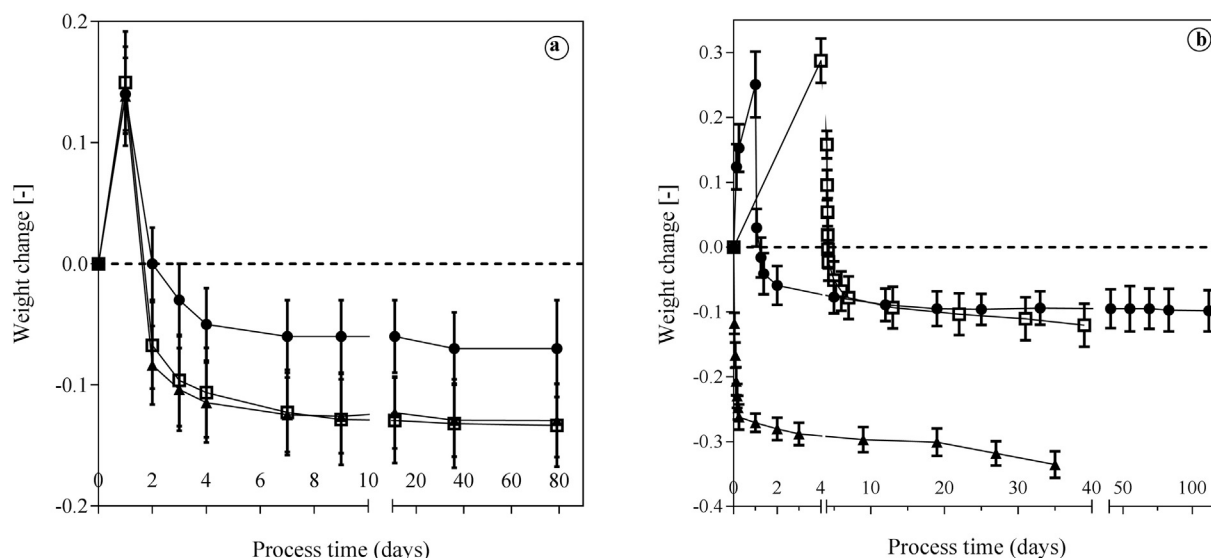 a
0.2
0.1
0.0
-0.1
-0.2
0 2 4 6 8 10 20 40 60 80
Weight change [-]
Process time (days)
b
0.3
0.2
0.1
0.0
-0.1
-0.2
-0.3
-0.4
0 2 4 10 20 30 40 50 100
Weight change [-]
Process time (days)